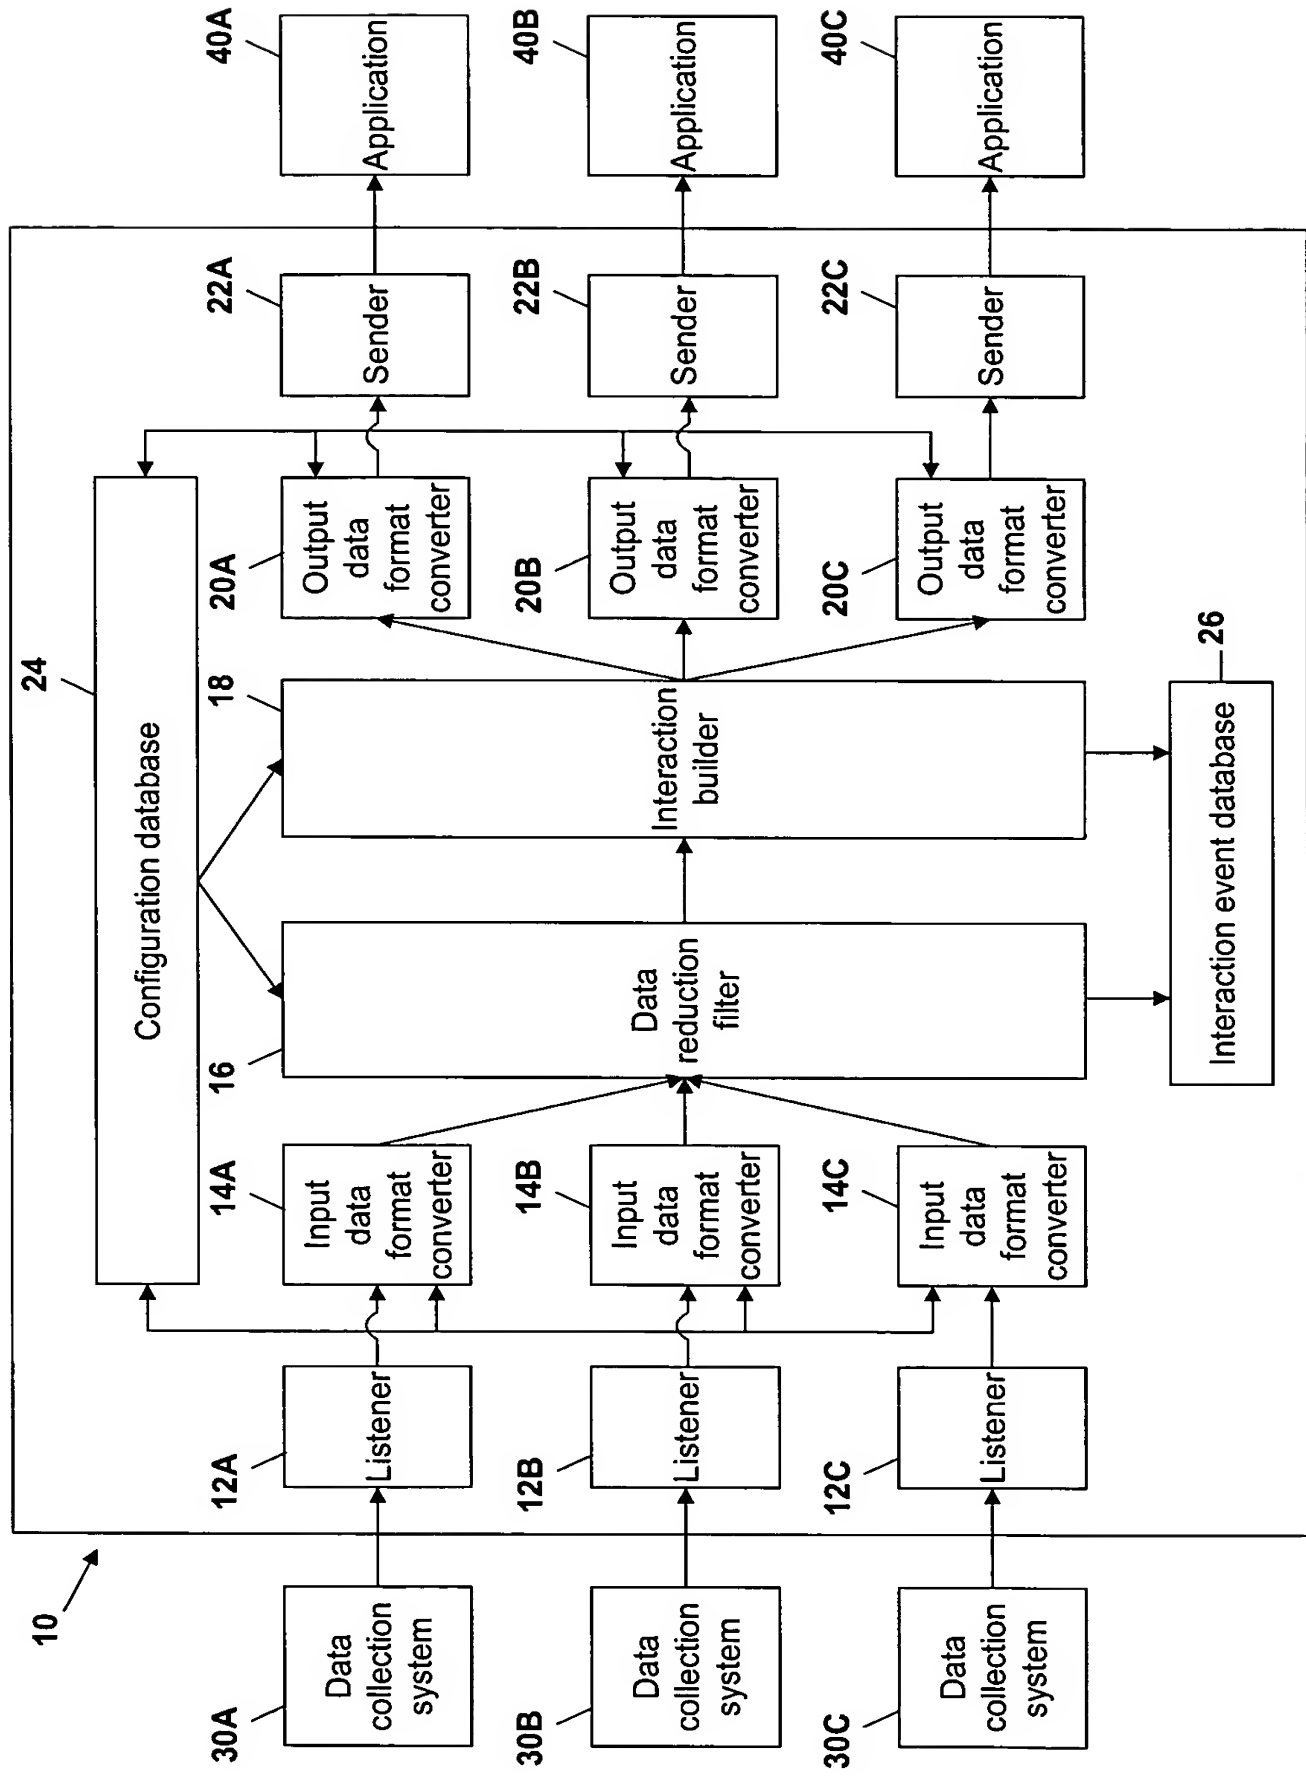 10
24
Configuration database
30A
Data
collection
system
12A
Listener
14A
Input
data
format
converter
16
Data
reduction
filter
18
Interaction
builder
20A
Output
data
format
converter
22A
Sender
40A
Application
30B
Data
collection
system
12B
Listener
14B
Input
data
format
converter
20B
Output
data
format
converter
22B
Sender
40B
Application
30C
Data
collection
system
12C
Listener
14C
Input
data
format
converter
20C
Output
data
format
converter
22C
Sender
40C
Application
26
Interaction event database